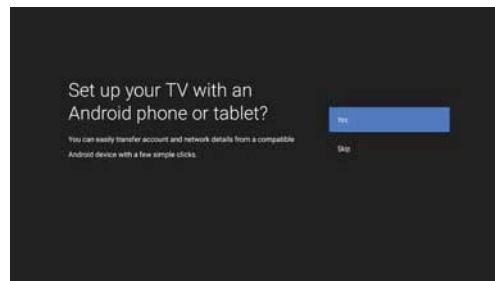 Set up your TV with an
Android phone or tablet?
You can easily transfer account and network details from a compatible
Android device with a few simple clicks.
Yes
Skip